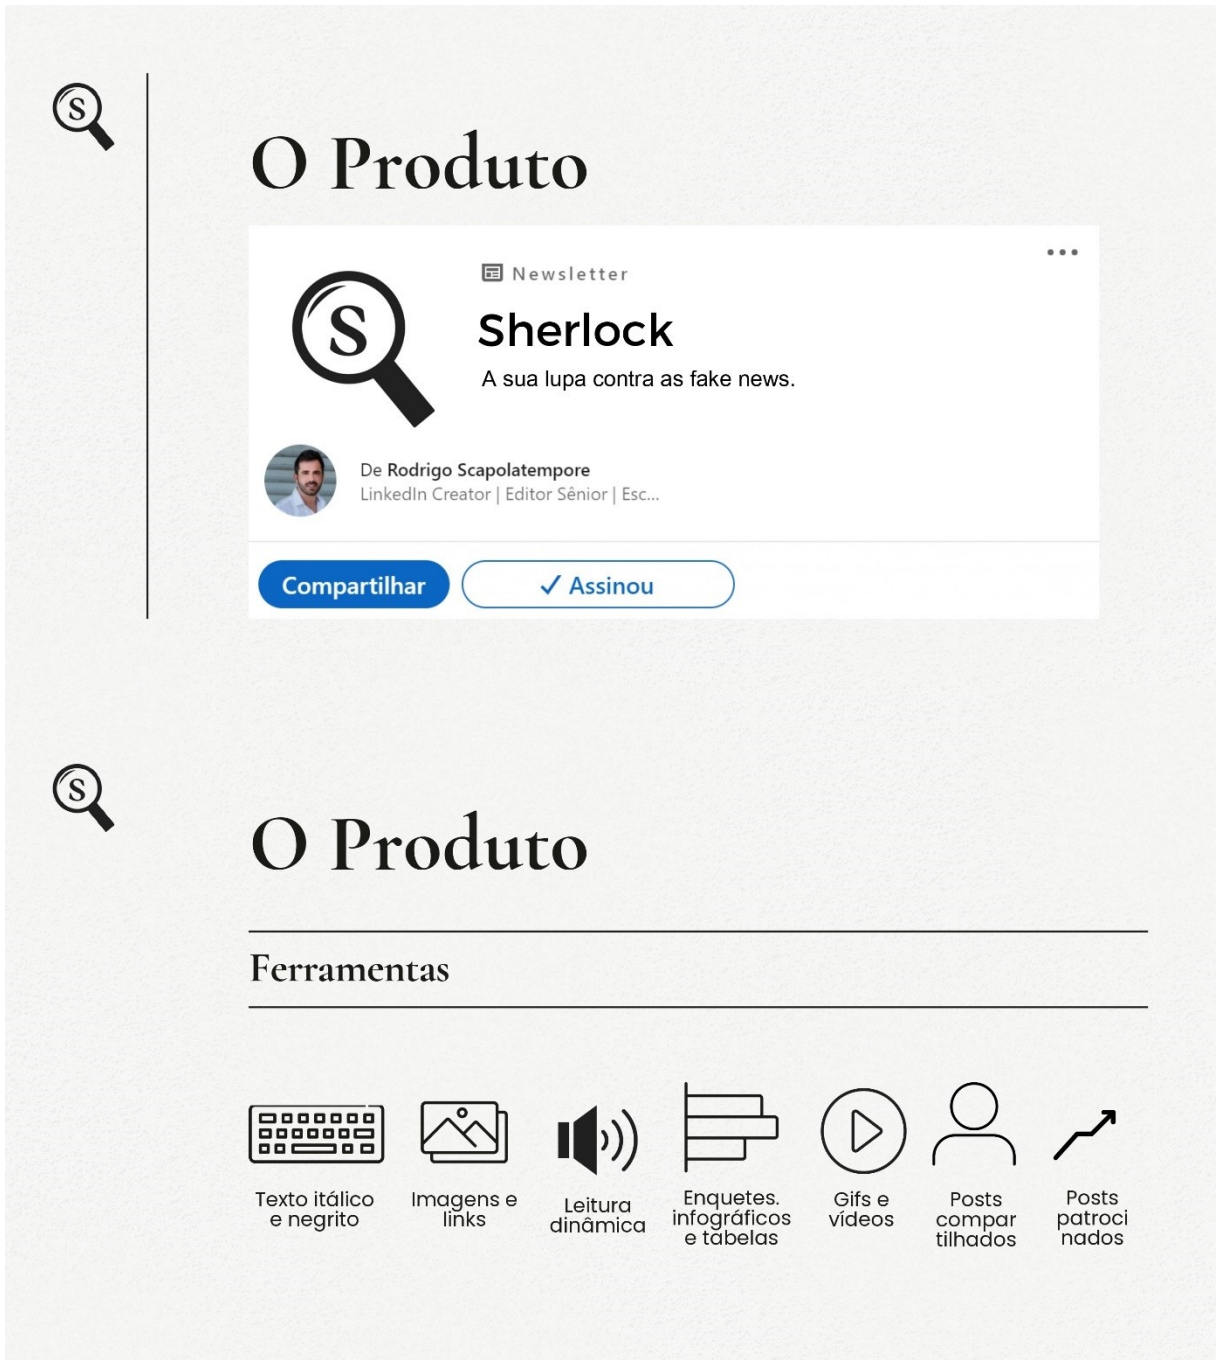 S
O Produto
Newsletter
S
Sherlock
A sua lupa contra as fake news.
De Rodrigo Scapolatempore
LinkedIn Creator | Editor Sênior | Esc...
Compartilhar
Assinou
S
O Produto
Ferramentas
Texto itálico
e negrito
Imagens e
links
Leitura
dinâmica
Enquetes.
infográficos
e tabelas
Gifs e
vídeos
Posts
compar
tilhados
Posts
patroci
nados